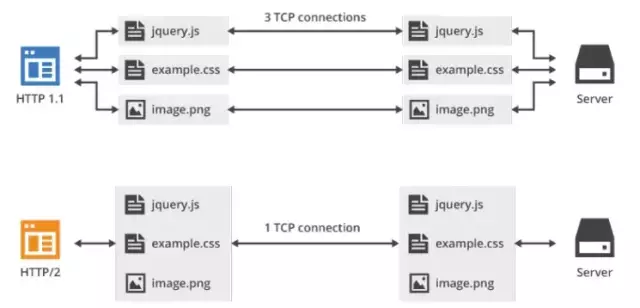 3 TCP connections
jquery.js jquery.js
example.css example.css
HTTP 1.1 Server
image.png image.png
jquery.js jquery.js
1 TCP connection
example.css example.css
HTTP/2 Server
image.png image.png